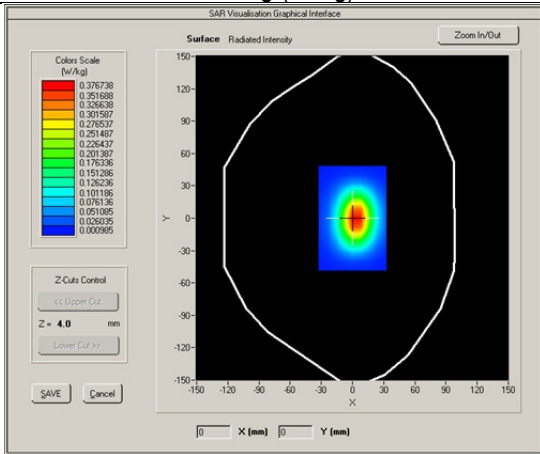 SAR Visualisation Graphical Interface
Surface Radiated Intensity
Zoom In/Out
Colors Scale
(W/kg)
0.376738
0.351688
0.326638
0.301587
0.276537
0.251487
0.226437
0.201387
0.176336
0.151286
0.126236
0.101186
0.076136
0.051085
0.026035
0.000985
Z-Cuts Control
<< Upper Cut
Z = 4.0 mm
Lower Cut >>
SAVE Cancel
150
120
90
60
30
0
-30
-60
-90
-120
-150
Y
-150 -120 -90 -60 -30 0 30 60 90 120 150
X
0 X (mm) 0 Y (mm)